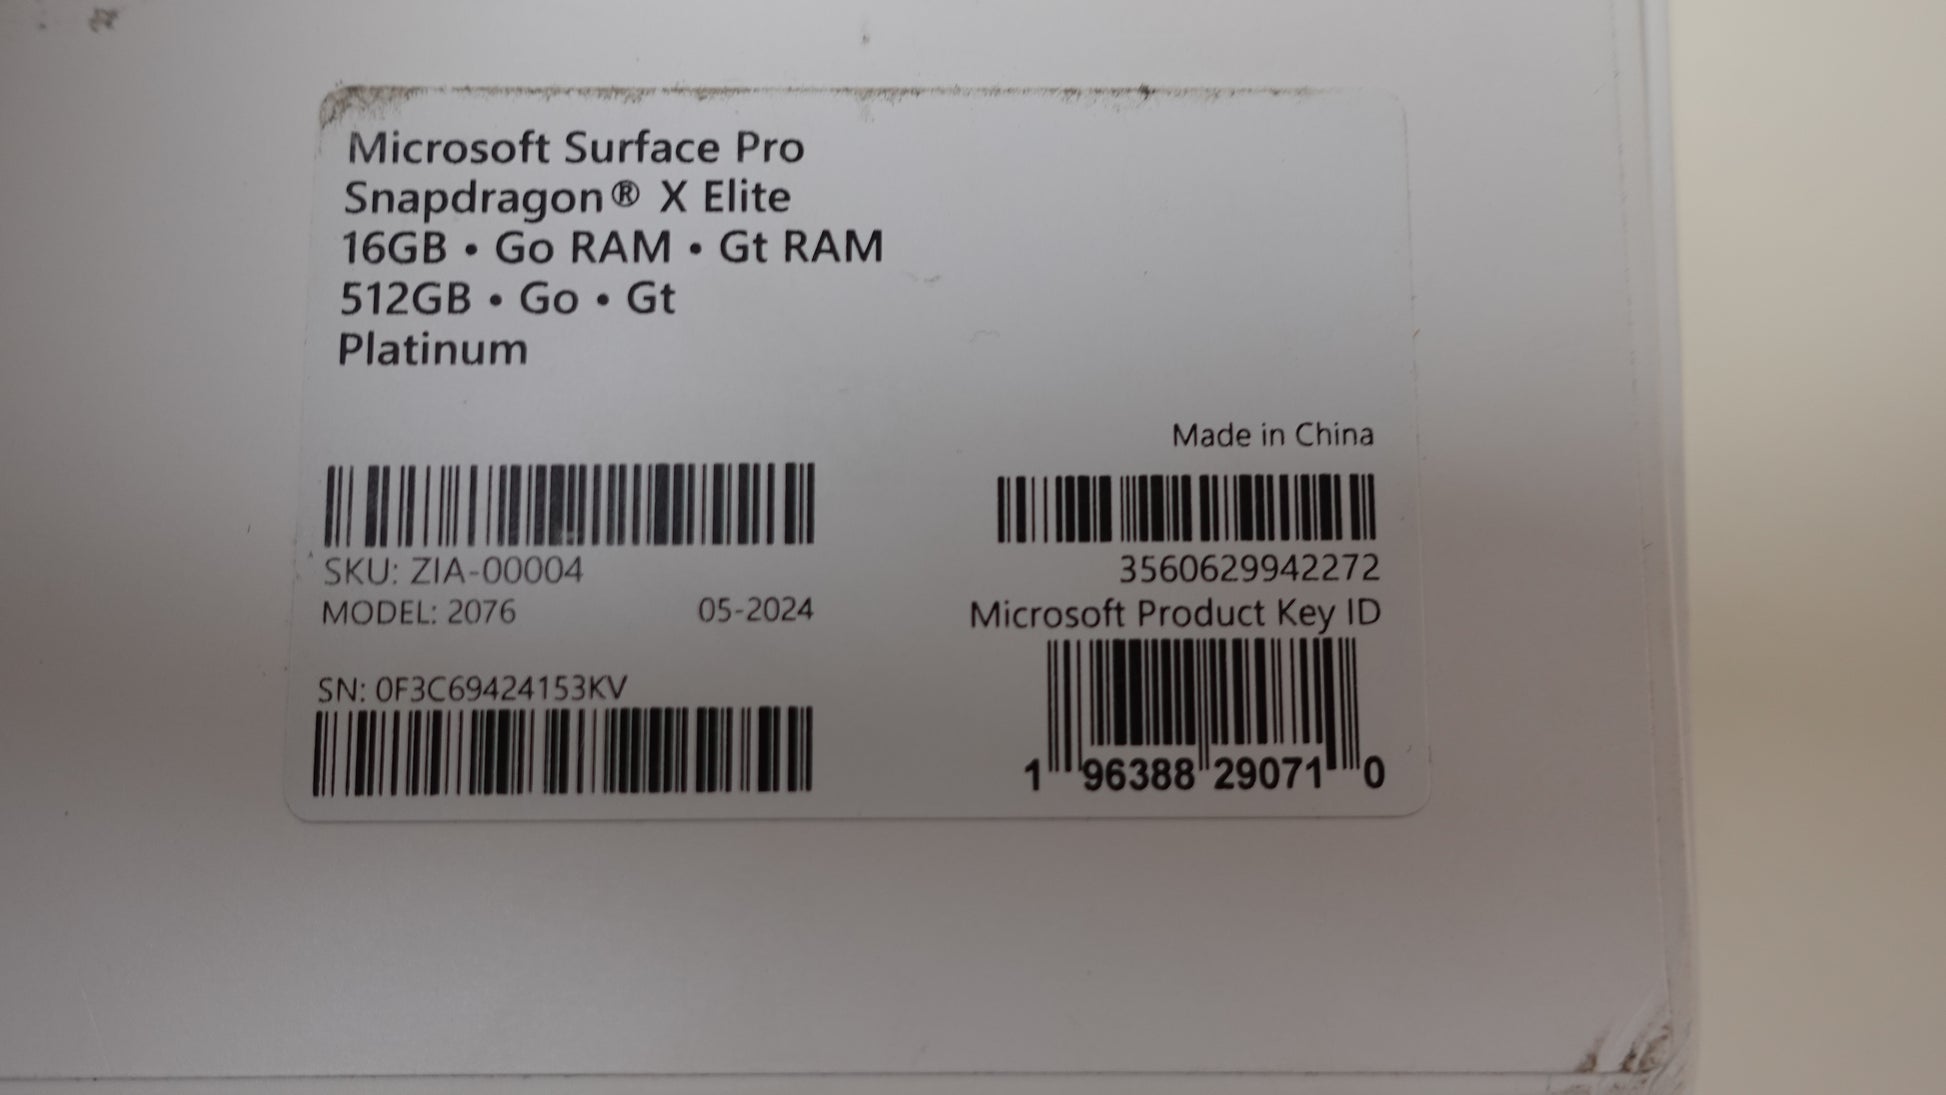 Microsoft Surface Pro
Snapdragon® X Elite
16GB • Go RAM • Gt RAM
512GB • Go • Gt
Platinum
Made in China
SKU: ZIA-00004
MODEL: 2076 05-2024
SN: 0F3C69424153KV
3560629942272
Microsoft Product Key ID
1 96388 29071 0